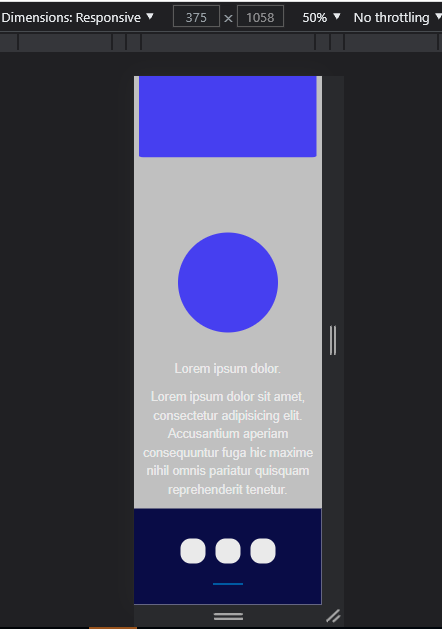 Dimensions: Responsive ▼ 375 × 1058 50% ▼ No throttling ▼
Lorem ipsum dolor.
Lorem ipsum dolor sit amet,
consectetur adipisicing elit.
Accusantium aperiam
consequuntur fuga hic maxime
nihil omnis pariatur quisquam
reprehenderit tenetur.